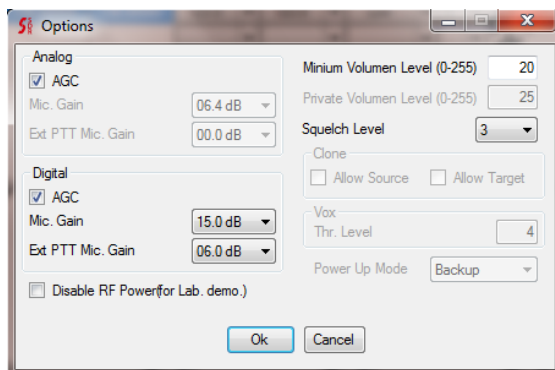 Options
Analog
AGC
Mic. Gain 06.4 dB
Ext PTT Mic. Gain 00.0 dB
Digital
AGC
Mic. Gain 15.0 dB
Ext PTT Mic. Gain 06.0 dB
Disable RF Power(for Lab. demo.)
Minium Volumen Level (0-255) 20
Private Volumen Level (0-255) 25
Squelch Level 3
Clone
Allow Source Allow Target
Vox
Thr. Level 4
Power Up Mode Backup
Ok Cancel